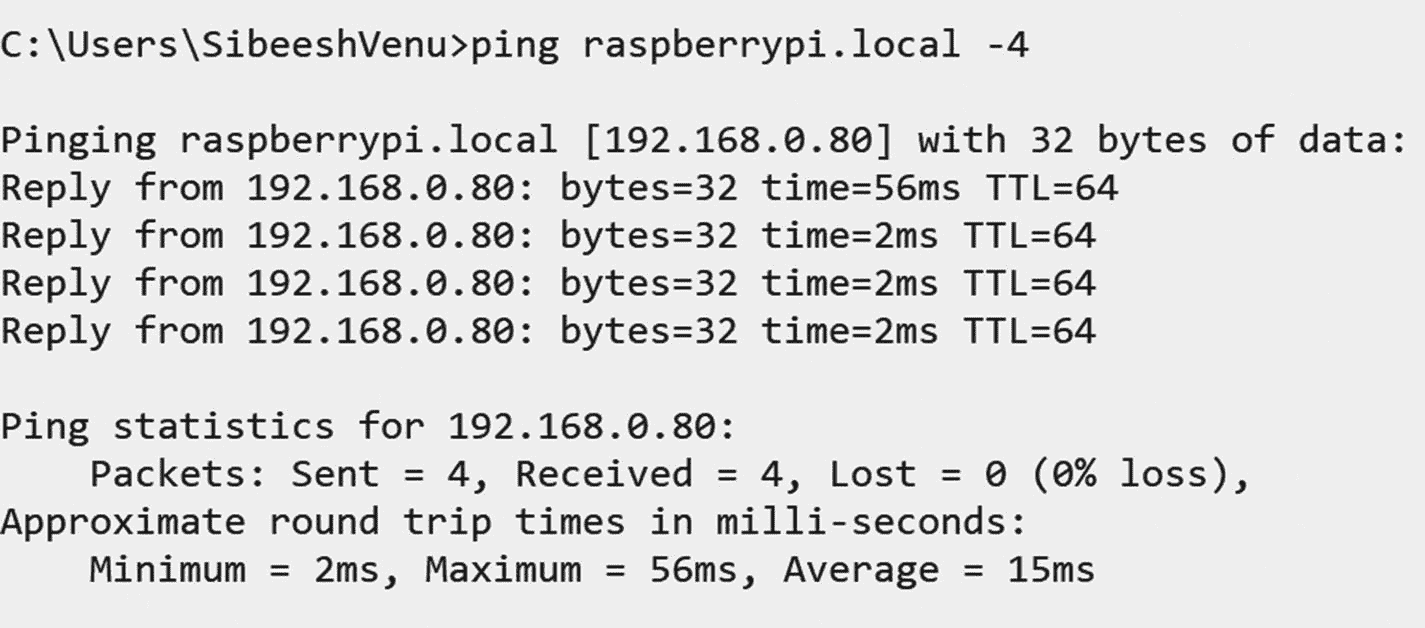 C:\Users\SibeeshVenu>ping raspberrypi.local -4
Pinging raspberrypi.local [192.168.0.80] with 32 bytes of data:
Reply from 192.168.0.80: bytes=32 time=56ms TTL=64
Reply from 192.168.0.80: bytes=32 time=2ms TTL=64
Reply from 192.168.0.80: bytes=32 time=2ms TTL=64
Reply from 192.168.0.80: bytes=32 time=2ms TTL=64
Ping statistics for 192.168.0.80:
    Packets: Sent = 4, Received = 4, Lost = 0 (0% loss),
Approximate round trip times in milli-seconds:
    Minimum = 2ms, Maximum = 56ms, Average = 15ms